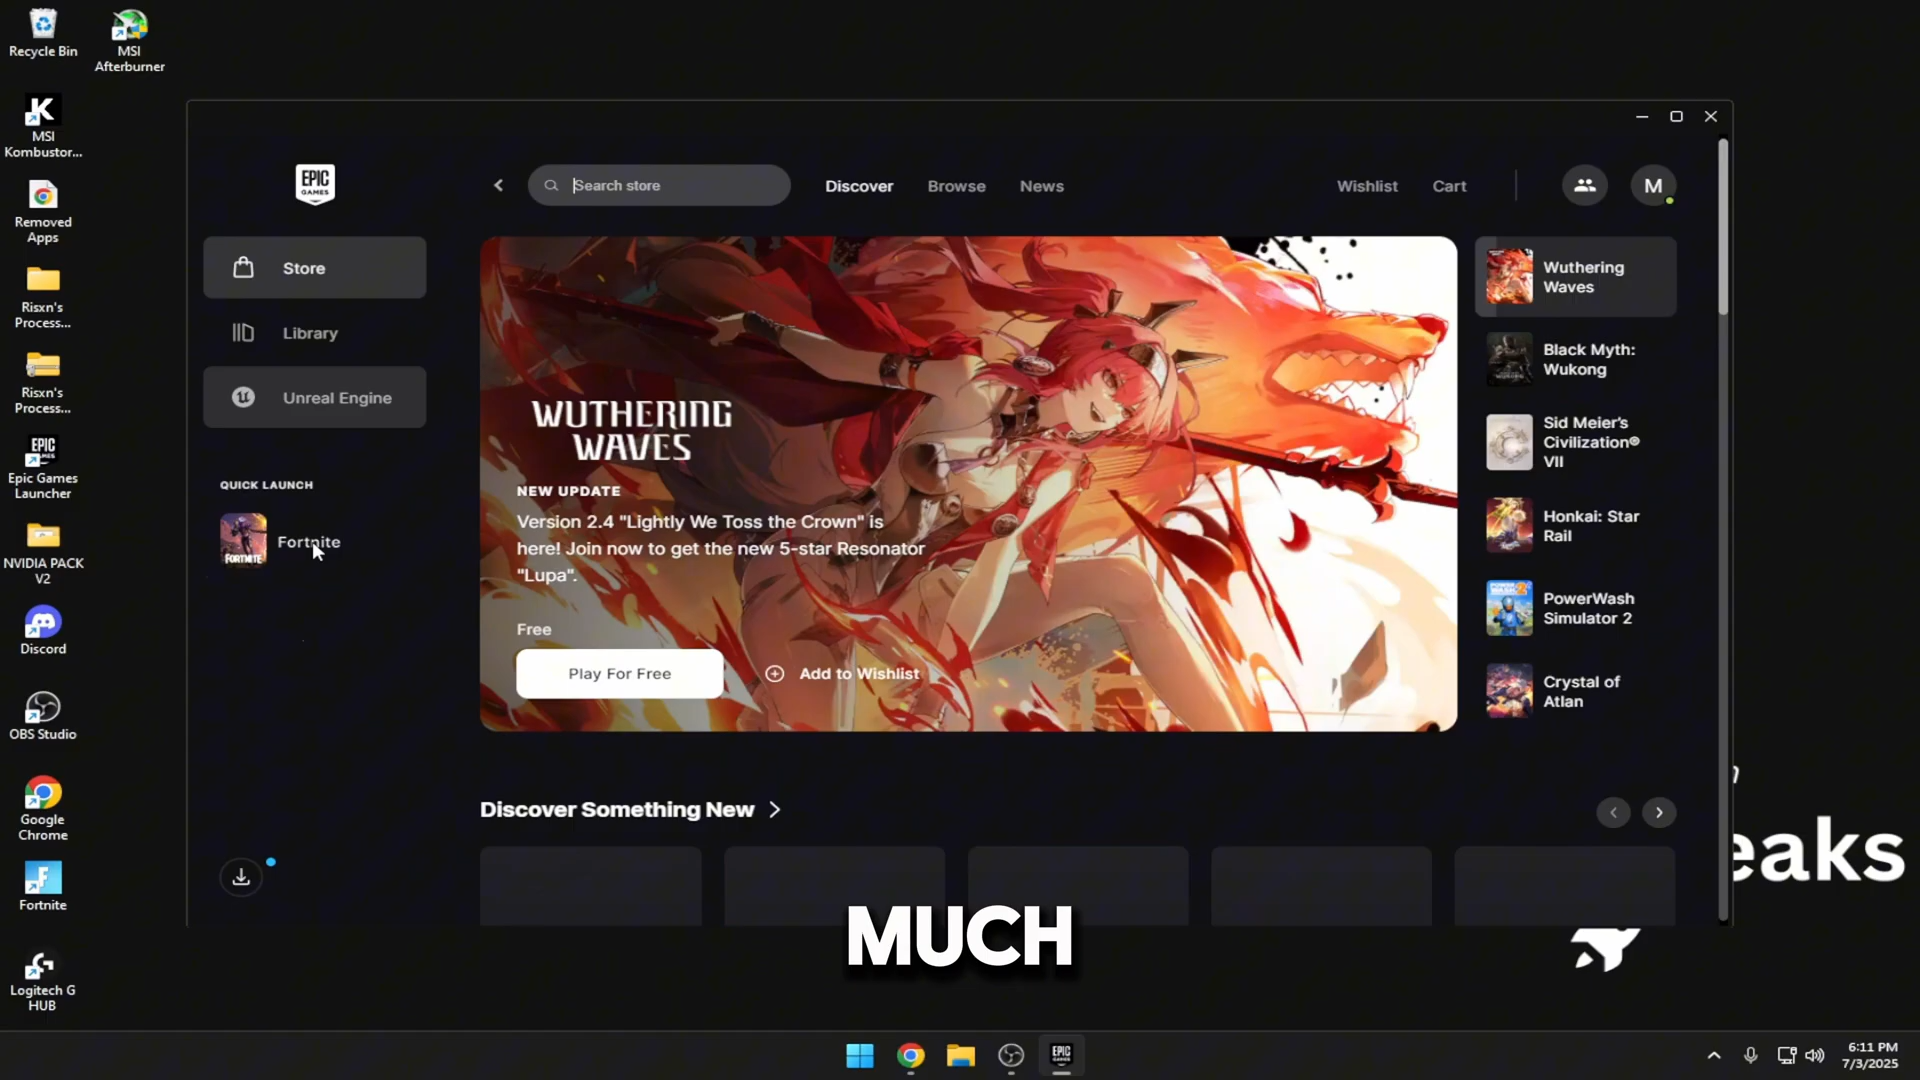 Recycle Bin
MSI
Afterburner
MSI
Kombustor...
Removed
Apps
Risxn's
Process...
Risxn's
Process...
EPIC
GAMES
Epic Games
Launcher
NVIDIA PACK
V2
Discord
OBS Studio
Google
Chrome
Fortnite
Logitech G
HUB
EPIC
GAMES
Search store
Discover
Browse
News
Wishlist
Cart
M
Store
Library
Unreal Engine
QUICK LAUNCH
FORTNITE
Fortnite
WUTHERING
WAVES
NEW UPDATE
Version 2.4 "Lightly We Toss the Crown" is
here! Join now to get the new 5-star Resonator
"Lupa".
Free
Play For Free
Add to Wishlist
Wuthering
Waves
Black Myth:
Wukong
Sid Meier's
Civilization®
VII
Honkai: Star
Rail
PowerWash
Simulator 2
Crystal of
Atlan
Discover Something New
eaks
MUCH
EPIC
GAMES
6:11 PM
7/3/2025